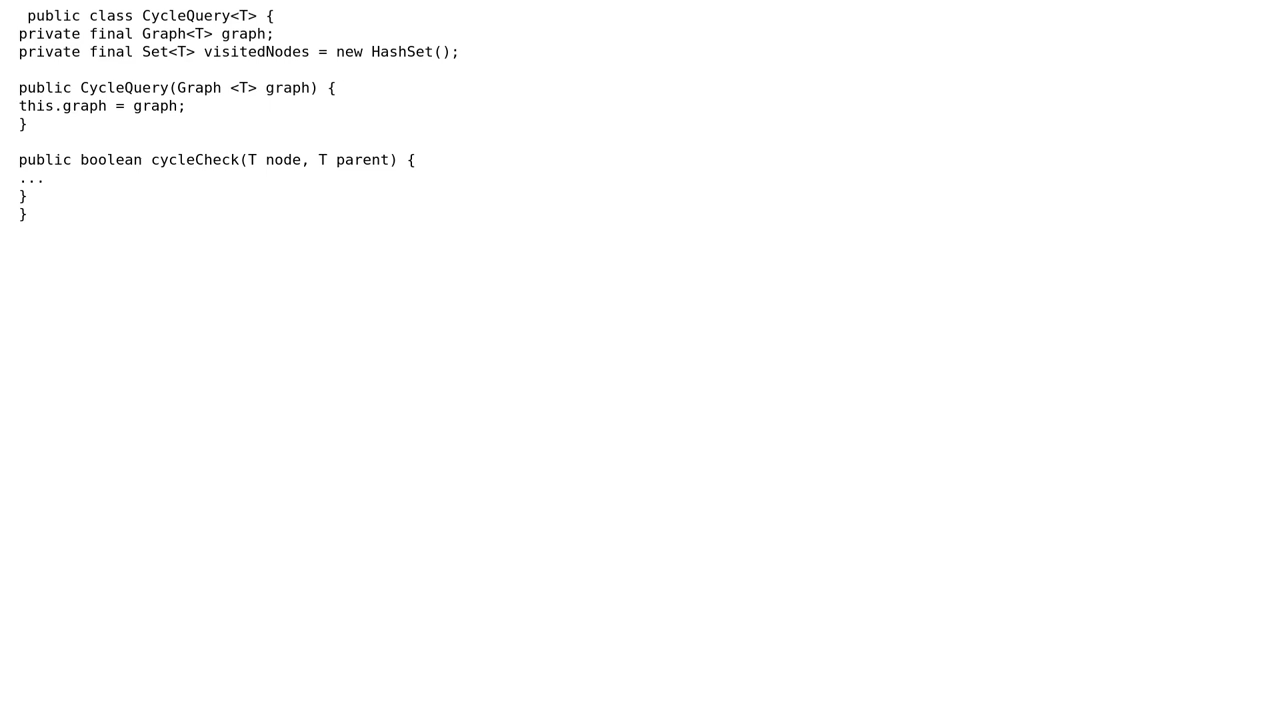 public class CycleQuery<T> {
private final Graph<T> graph;
private final Set<T> visitedNodes = new HashSet();
public CycleQuery(Graph <T> graph) {
this.graph = graph;
}
public boolean cycleCheck(T node, T parent) {
...
}
}